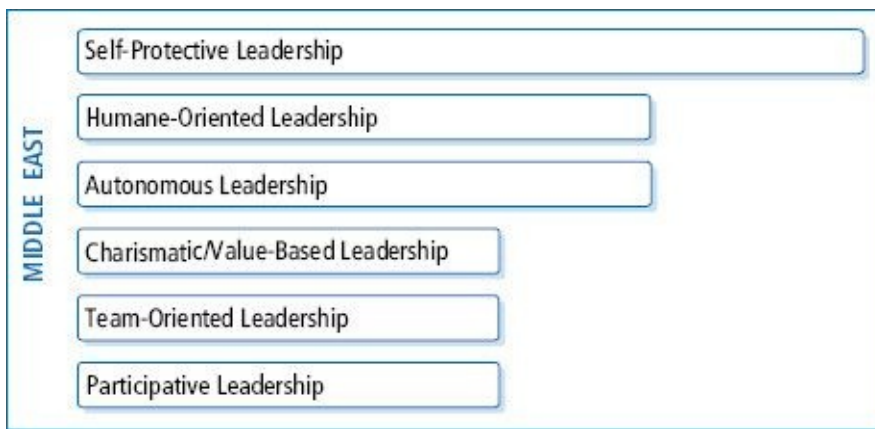 MIDDLE EAST
Self-Protective Leadership
Humane-Oriented Leadership
Autonomous Leadership
Charismatic/Value-Based Leadership
Team-Oriented Leadership
Participative Leadership